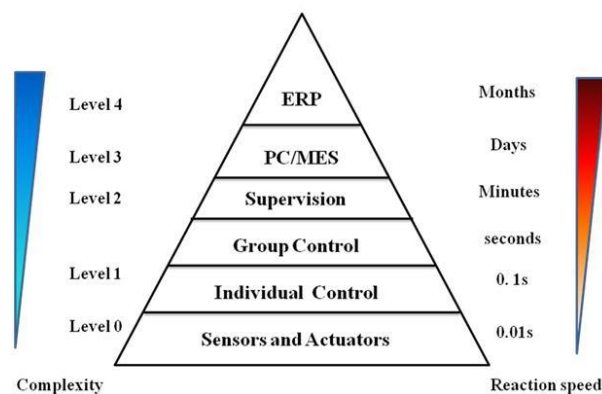 Months
Level 4
ERP
Days
Level 3
PC/MES
Minutes
Level 2
Supervision
seconds
Group Control
Level 1
0. 1s
Individual Control
Level 0
0.01s
Sensors and Actuators
Complexity
Reaction speed